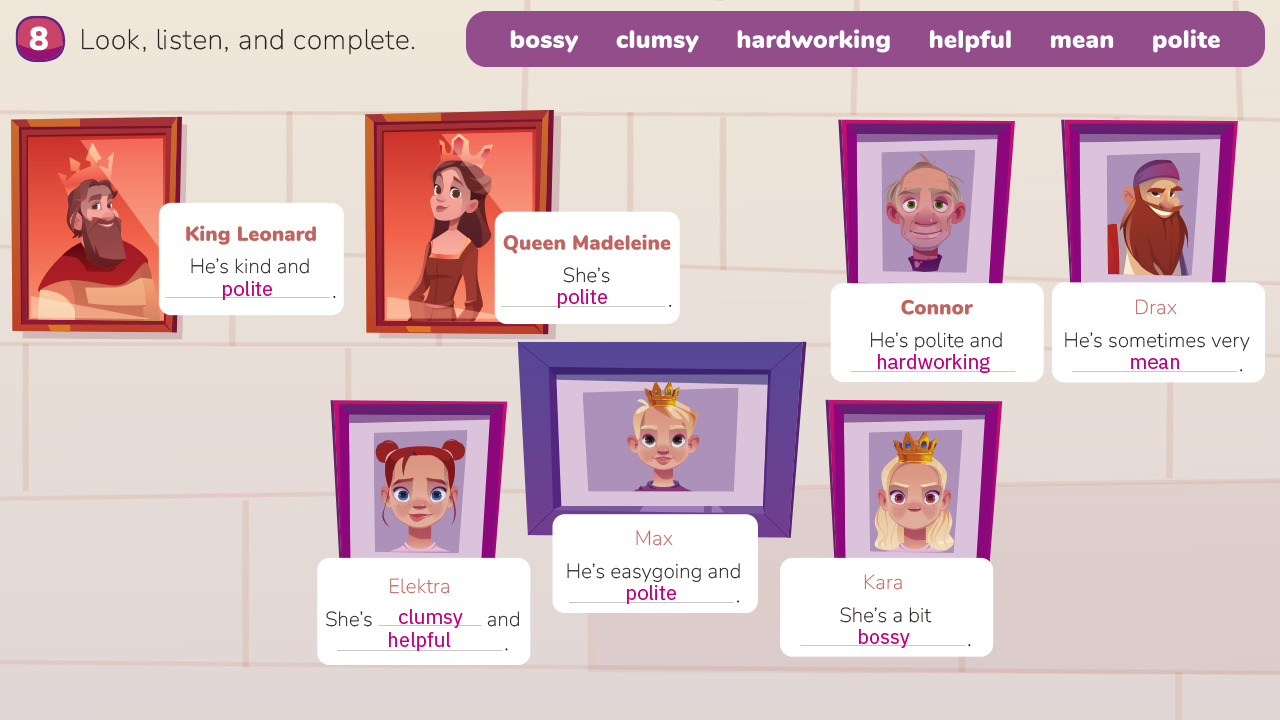 8 Look, listen, and complete.
bossy clumsy hardworking helpful mean polite
King Leonard
He's kind and
polite.
Queen Madeleine
She's
polite.
Connor
He's polite and
hardworking
Drax
He's sometimes very
mean.
Elektra
She's clumsy and
helpful.
Max
He's easygoing and
polite.
Kara
She's a bit
bossy.